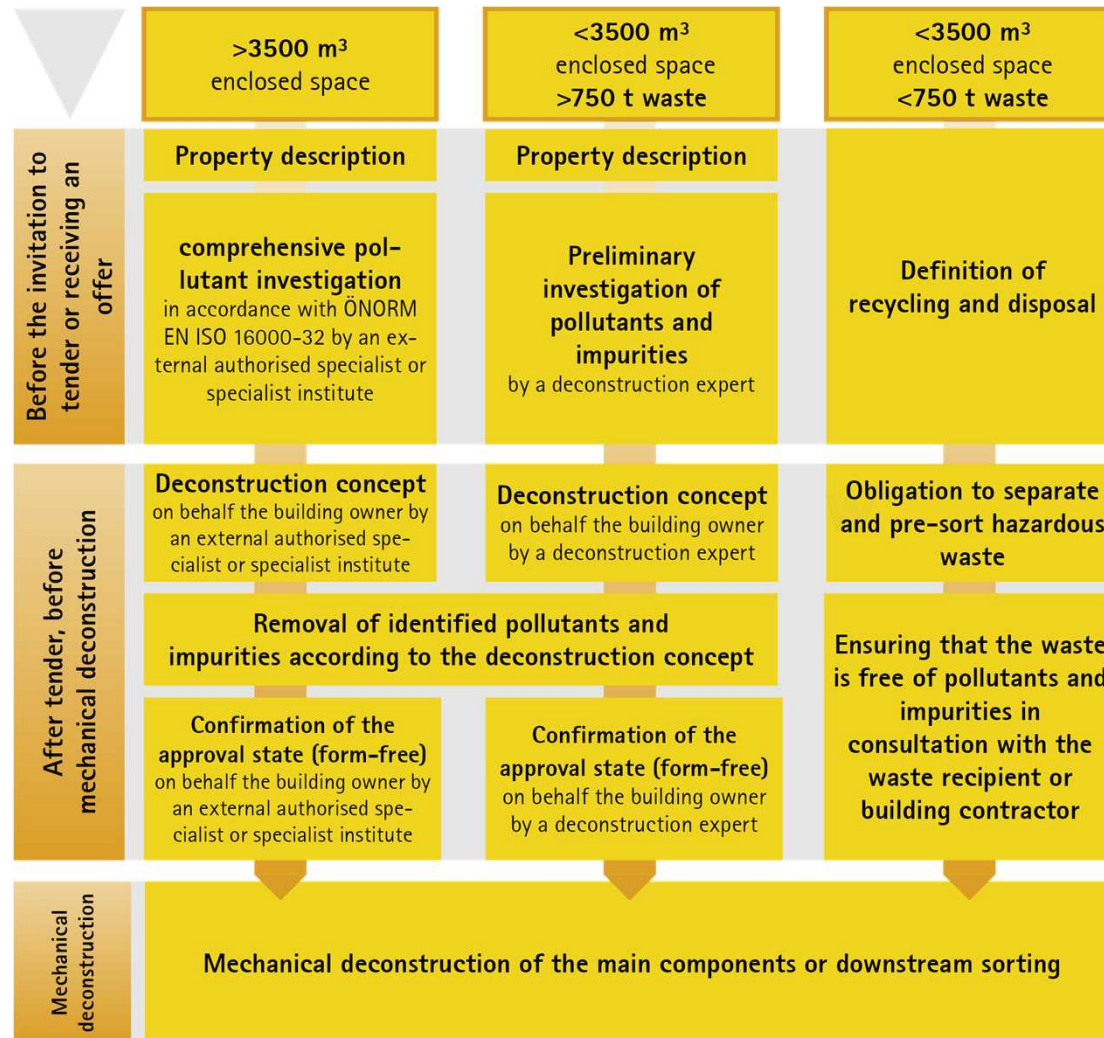 >3500 m³
enclosed space
<3500 m³
enclosed space
>750 t waste
<3500 m³
enclosed space
<750 t waste
Before the invitation to
tender or receiving an
offer
Property description
comprehensive pol-
lutant investigation
in accordance with ÖNORM
EN ISO 16000-32 by an ex-
ternal authorised specialist or
specialist institute
Property description
Preliminary
investigation of
pollutants and
impurities
by a deconstruction expert
Definition of
recycling and disposal
After tender, before
mechanical deconstruction
Deconstruction concept
on behalf the building owner by
an external authorised spe-
cialist or specialist institute
Deconstruction concept
on behalf the building owner
by a deconstruction expert
Obligation to separate
and pre-sort hazardous
waste
Removal of identified pollutants and
impurities according to the deconstruction concept
Ensuring that the waste
is free of pollutants and
impurities in
consultation with the
waste recipient or
building contractor
Confirmation of the
approval state (form-free)
on behalf the building owner by
an external authorised spe-
cialist or specialist institute
Confirmation of the
approval state (form-free)
on behalf the building owner
by a deconstruction expert
Mechanical
deconstruction
Mechanical deconstruction of the main components or downstream sorting